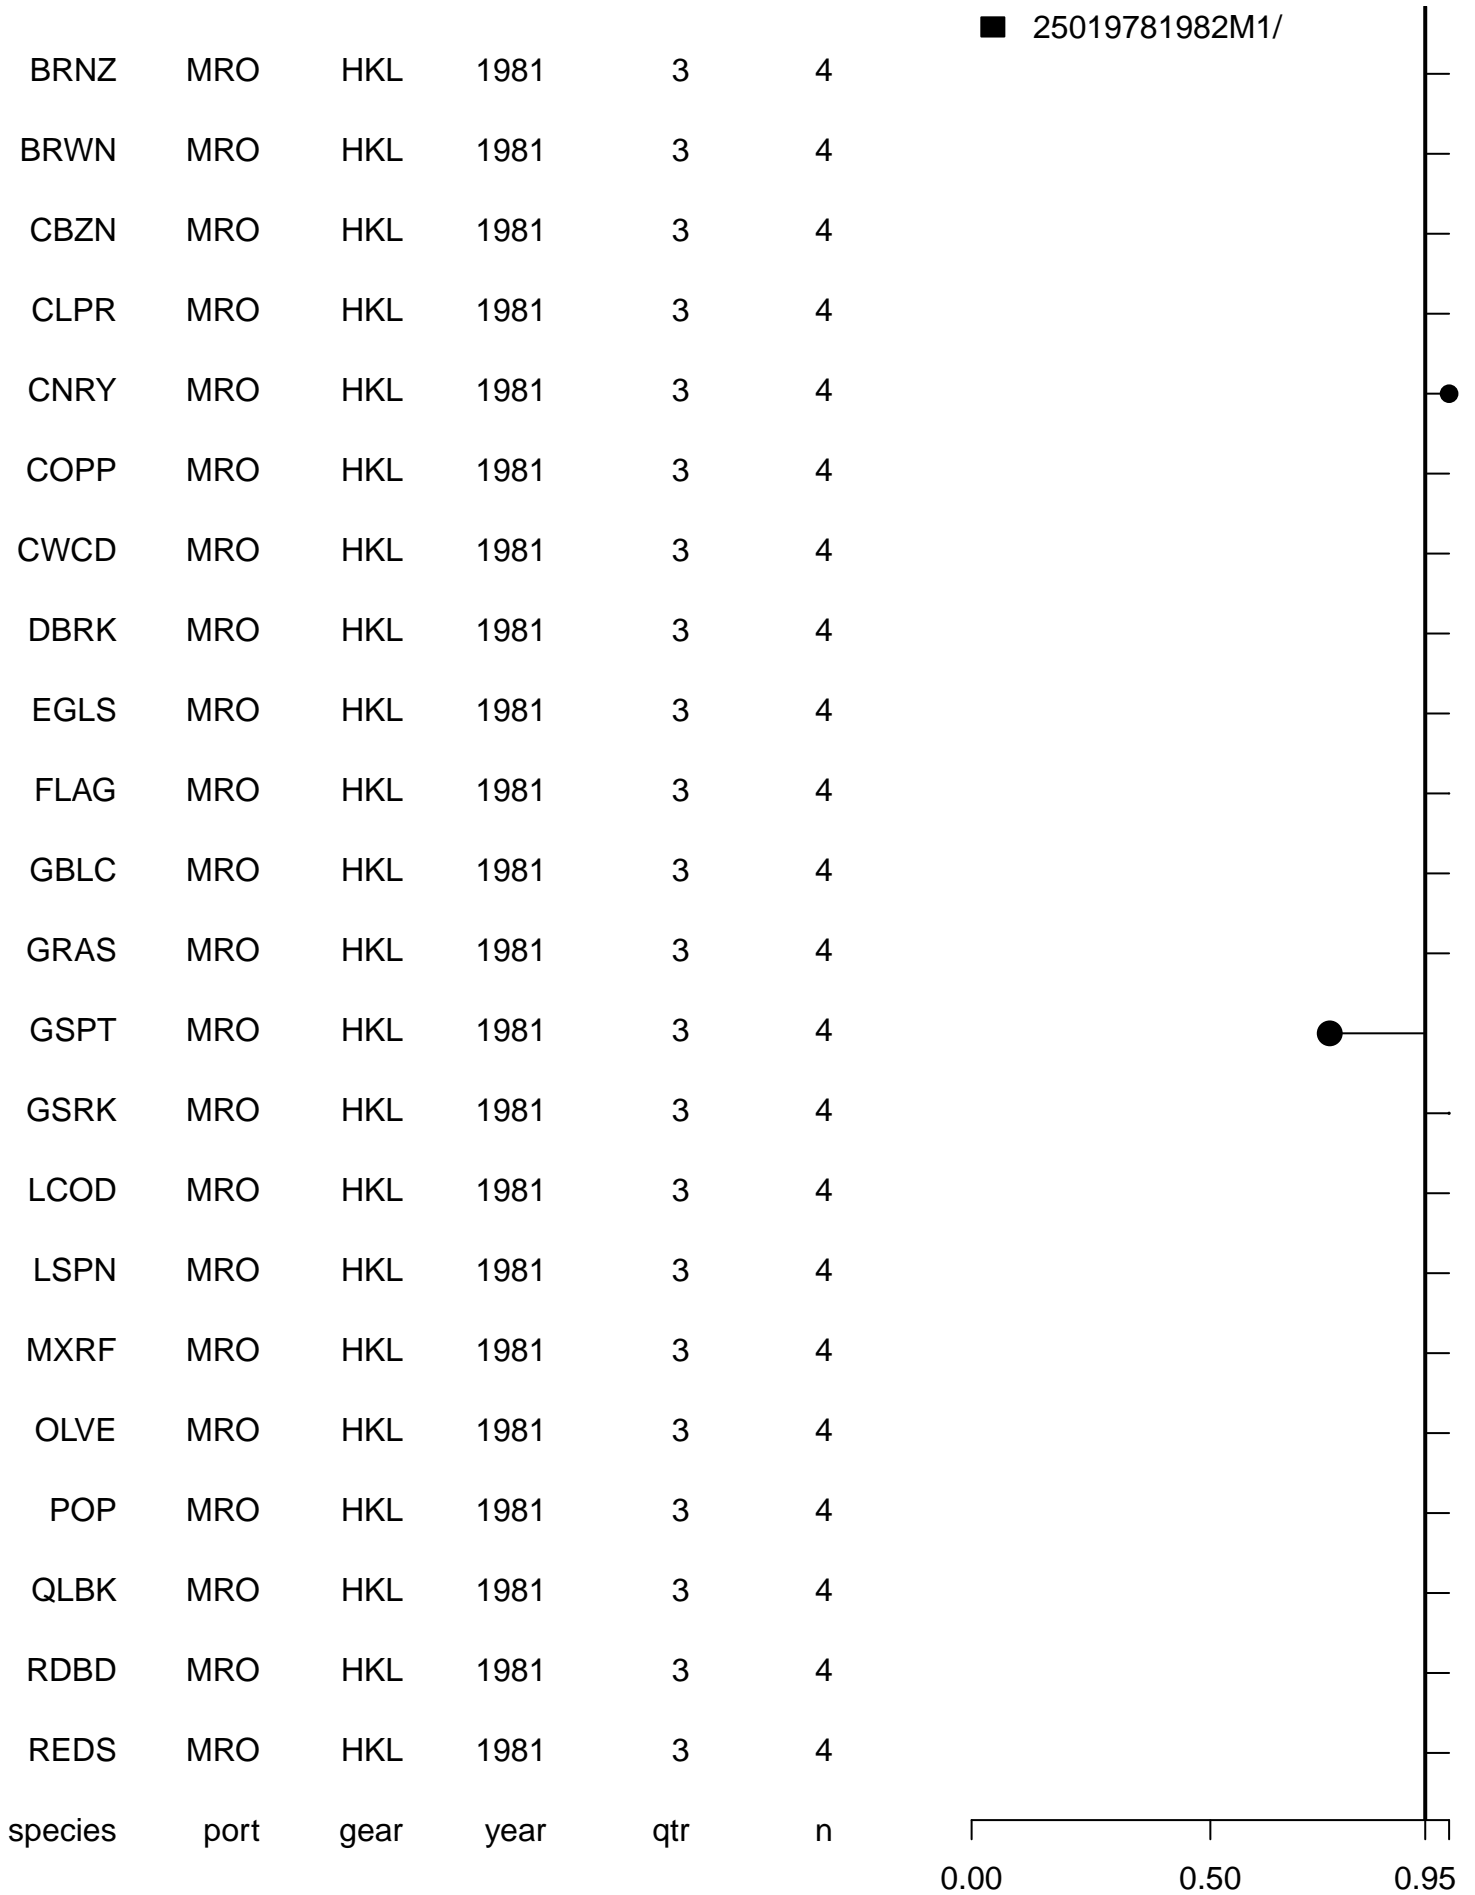 25019781982M1/
BRNZ MRO HKL 1981 3 4
BRWN MRO HKL 1981 3 4
CBZN MRO HKL 1981 3 4
CLPR MRO HKL 1981 3 4
CNRY MRO HKL 1981 3 4
COPP MRO HKL 1981 3 4
CWCD MRO HKL 1981 3 4
DBRK MRO HKL 1981 3 4
EGLS MRO HKL 1981 3 4
FLAG MRO HKL 1981 3 4
GBLC MRO HKL 1981 3 4
GRAS MRO HKL 1981 3 4
GSPT MRO HKL 1981 3 4
GSRK MRO HKL 1981 3 4
LCOD MRO HKL 1981 3 4
LSPN MRO HKL 1981 3 4
MXRF MRO HKL 1981 3 4
OLVE MRO HKL 1981 3 4
POP MRO HKL 1981 3 4
QLBK MRO HKL 1981 3 4
RDBD MRO HKL 1981 3 4
REDS MRO HKL 1981 3 4
species port gear year qtr n
0.00 0.50 0.95